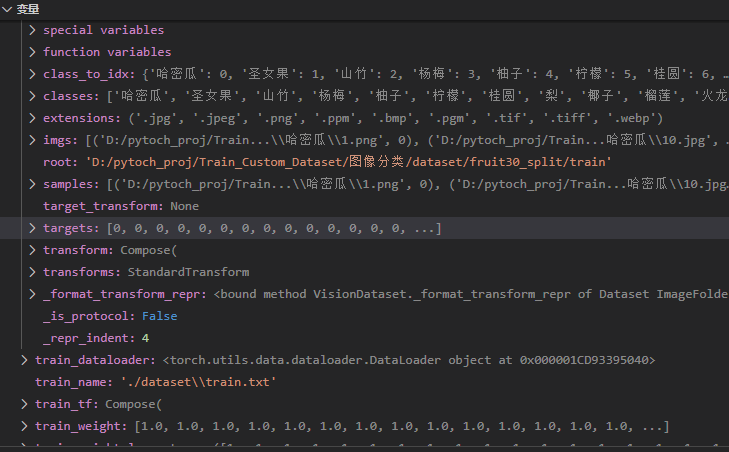 变量
special variables
function variables
class_to_idx: {'哈密瓜': 0, '圣女果': 1, '山竹': 2, '杨梅': 3, '柚子': 4, '柠檬': 5, '桂圆': 6, …
classes: ['哈密瓜', '圣女果', '山竹', '杨梅', '柚子', '柠檬', '桂圆', '梨', '椰子', '榴莲', '火龙
extensions: ('.jpg', '.jpeg', '.png', '.ppm', '.bmp', '.pgm', '.tif', '.tiff', '.webp')
imgs: [('D:/pytoch_proj/Train...\\哈密瓜\\1.png', 0), ('D:/pytoch_proj/Train...哈密瓜\\10.jpg', …
root: 'D:/pytoch_proj/Train_Custom_Dataset/图像分类/dataset/fruit30_split/train'
samples: [('D:/pytoch_proj/Train...\\哈密瓜\\1.png', 0), ('D:/pytoch_proj/Train...哈密瓜\\10.jpg…
target_transform: None
targets: [0, 0, 0, 0, 0, 0, 0, 0, 0, 0, 0, 0, 0, 0, ...]
transform: Compose(
transforms: StandardTransform
_format_transform_repr: <bound method VisionDataset._format_transform_repr of Dataset ImageFolde
_is_protocol: False
_repr_indent: 4
train_dataloader: <torch.utils.data.dataloader.DataLoader object at 0x000001CD93395040>
train_name: './dataset\\train.txt'
train_tf: Compose(
train_weight: [1.0, 1.0, 1.0, 1.0, 1.0, 1.0, 1.0, 1.0, 1.0, 1.0, 1.0, 1.0, 1.0, 1.0, ...]